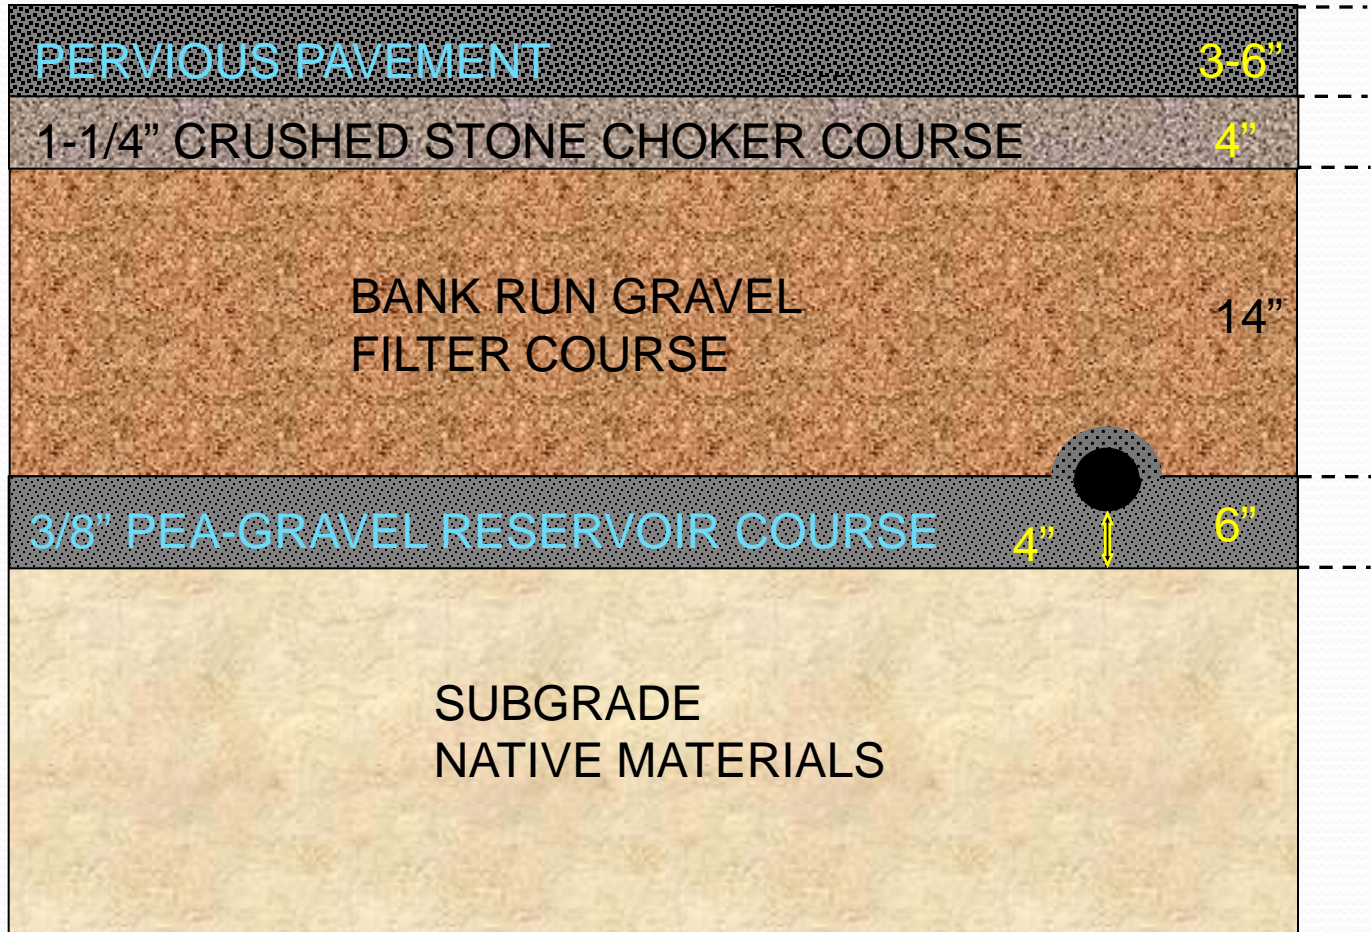 PERVIOUS PAVEMENT 3-6”
1-1/4” CRUSHED STONE CHOKER COURSE 4”
BANK RUN GRAVEL
FILTER COURSE
14”
3/8” PEA-GRAVEL RESERVOIR COURSE 4” 6”
SUBGRADE
NATIVE MATERIALS